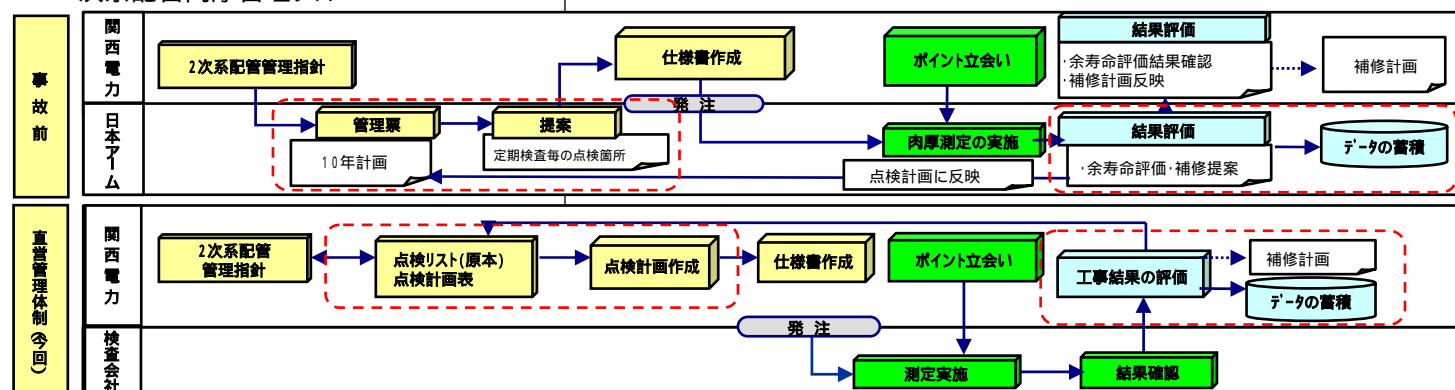 事故前
関西電力
2次系配管管理指針
仕様書作成
ポイント立会い
結果評価
・余寿命評価結果確認
・補修計画反映
補修計画
発 注
日本アーム
管理票
10年計画
提案
定期検査毎の点検箇所
肉厚測定の実施
点検計画に反映
結果評価
・余寿命評価・補修提案
データの蓄積
直営管理体制(今回)
関西電力
2次系配管
管理指針
点検リスト(原本)
点検計画表
点検計画作成
仕様書作成
ポイント立会い
工事結果の評価
補修計画
データの蓄積
発 注
検査会社
測定実施
結果確認